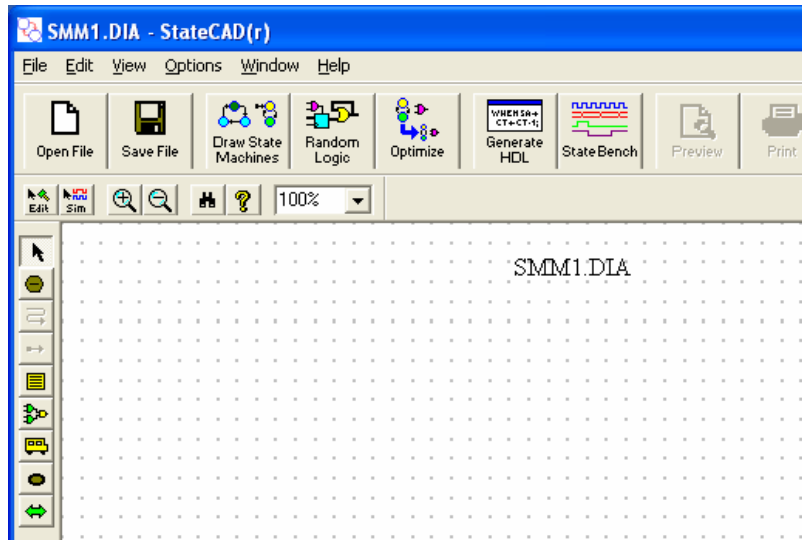 SMM1.DIA - StateCAD(r)
File Edit View Options Window Help
Open File Save File Draw State Machines Random Logic Optimize WHEN SA+ CT<CT-1; Generate HDL State Bench Preview Print
Edit Sim 100%
SMM1.DIA